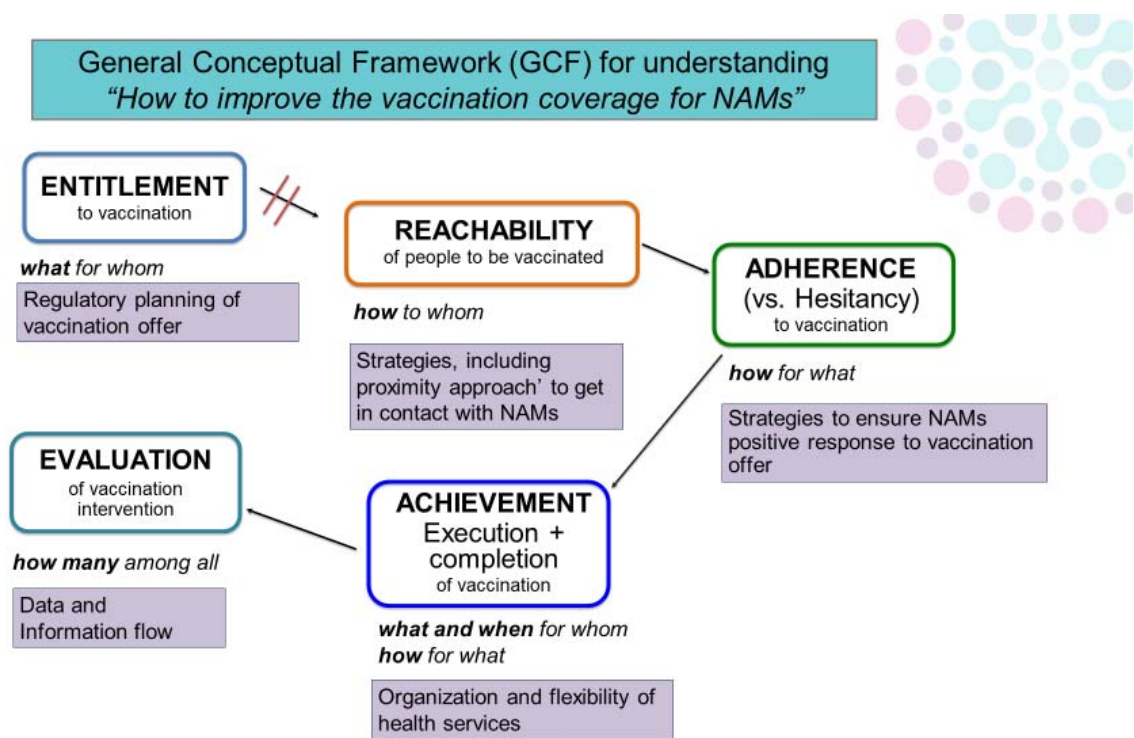 General Conceptual Framework (GCF) for understanding
“How to improve the vaccination coverage for NAMs”
ENTITLEMENT
to vaccination
what for whom
Regulatory planning of
vaccination offer
REACHABILITY
of people to be vaccinated
how to whom
Strategies, including
proximity approach’ to get
in contact with NAMs
ADHERENCE
(vs. Hesitancy)
to vaccination
how for what
Strategies to ensure NAMs
positive response to vaccination
offer
ACHIEVEMENT
Execution +
completion
of vaccination
what and when for whom
how for what
Organization and flexibility of
health services
EVALUATION
of vaccination
intervention
how many among all
Data and
Information flow